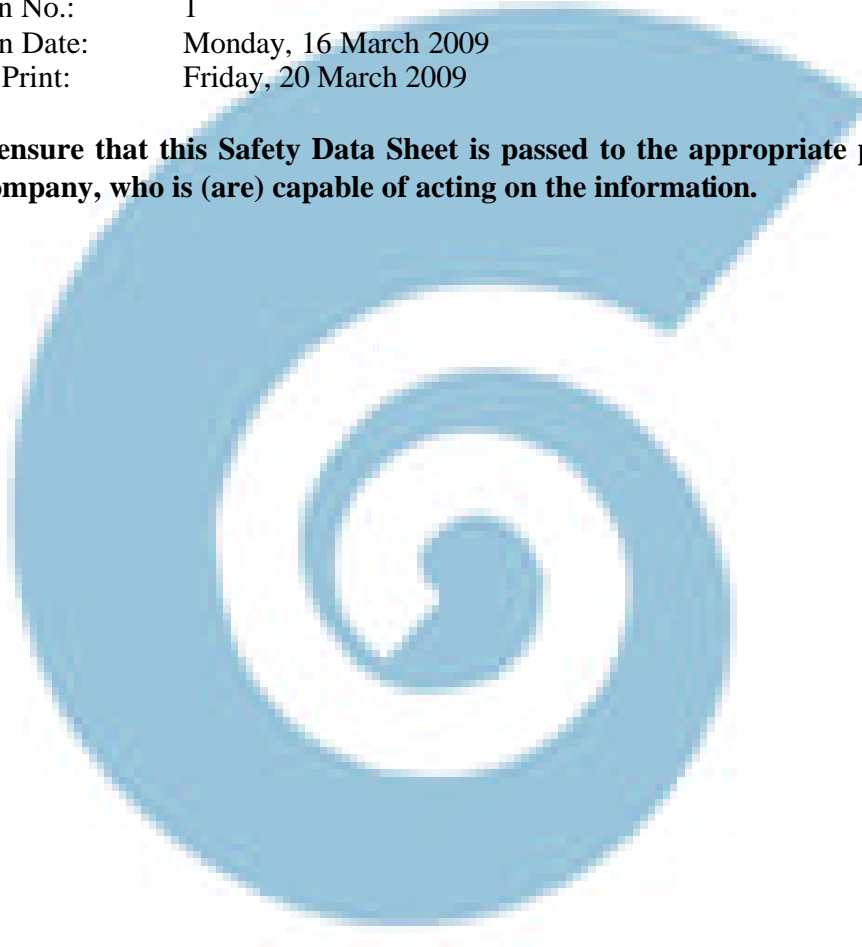 n No.: 1
n Date: Monday, 16 March 2009
Print: Friday, 20 March 2009
ensure that this Safety Data Sheet is passed to the appropriate p
ompany, who is (are) capable of acting on the information.